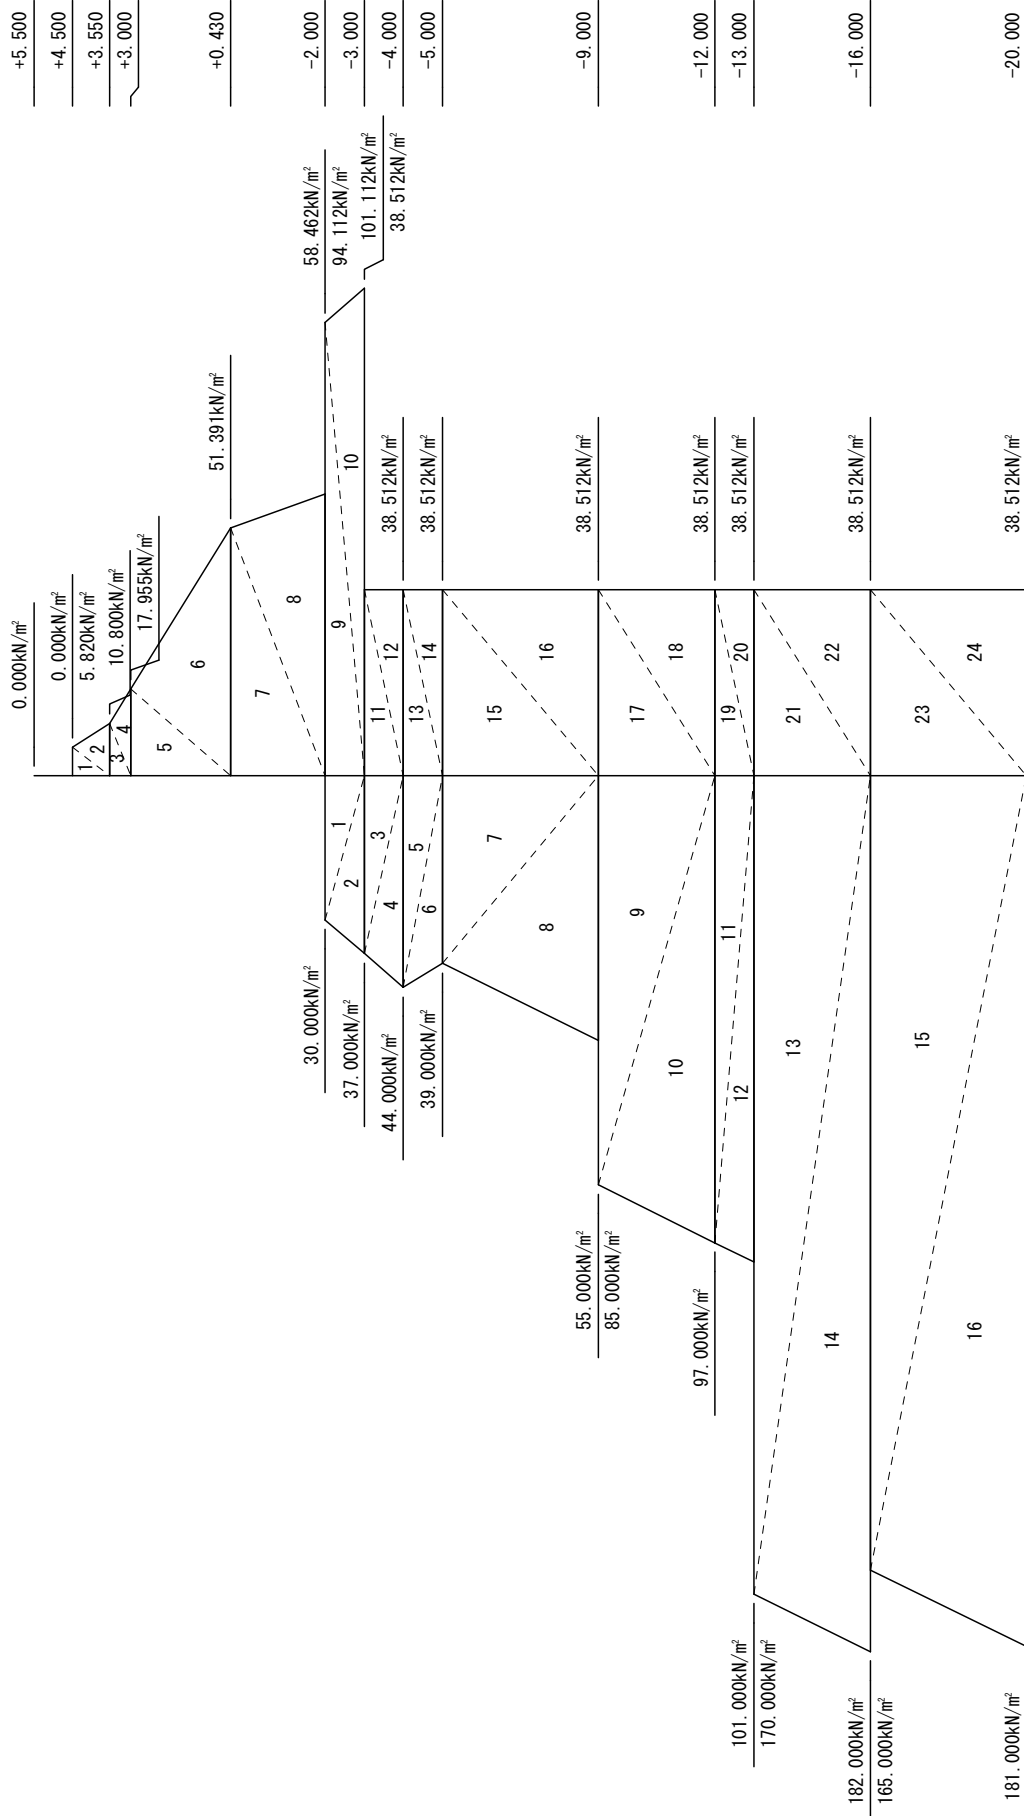 +5.500
+4.500
+3.550
+3.000
+0.430
-2.000
-3.000
-4.000
-5.000
-9.000
-12.000
-13.000
-16.000
-20.000
0.000kN/m²
0.000kN/m²
5.820kN/m²
10.800kN/m²
17.955kN/m²
51.391kN/m²
58.462kN/m²
94.112kN/m²
101.112kN/m²
38.512kN/m²
38.512kN/m²
38.512kN/m²
38.512kN/m²
38.512kN/m²
38.512kN/m²
38.512kN/m²
38.512kN/m²
1
2
3
4
5
6
7
8
9
10
11
12
13
14
15
16
17
18
19
20
21
22
23
24
1
2
3
4
5
6
7
8
9
10
11
12
13
14
15
16
30.000kN/m²
37.000kN/m²
44.000kN/m²
39.000kN/m²
55.000kN/m²
85.000kN/m²
97.000kN/m²
101.000kN/m²
170.000kN/m²
182.000kN/m²
165.000kN/m²
181.000kN/m²